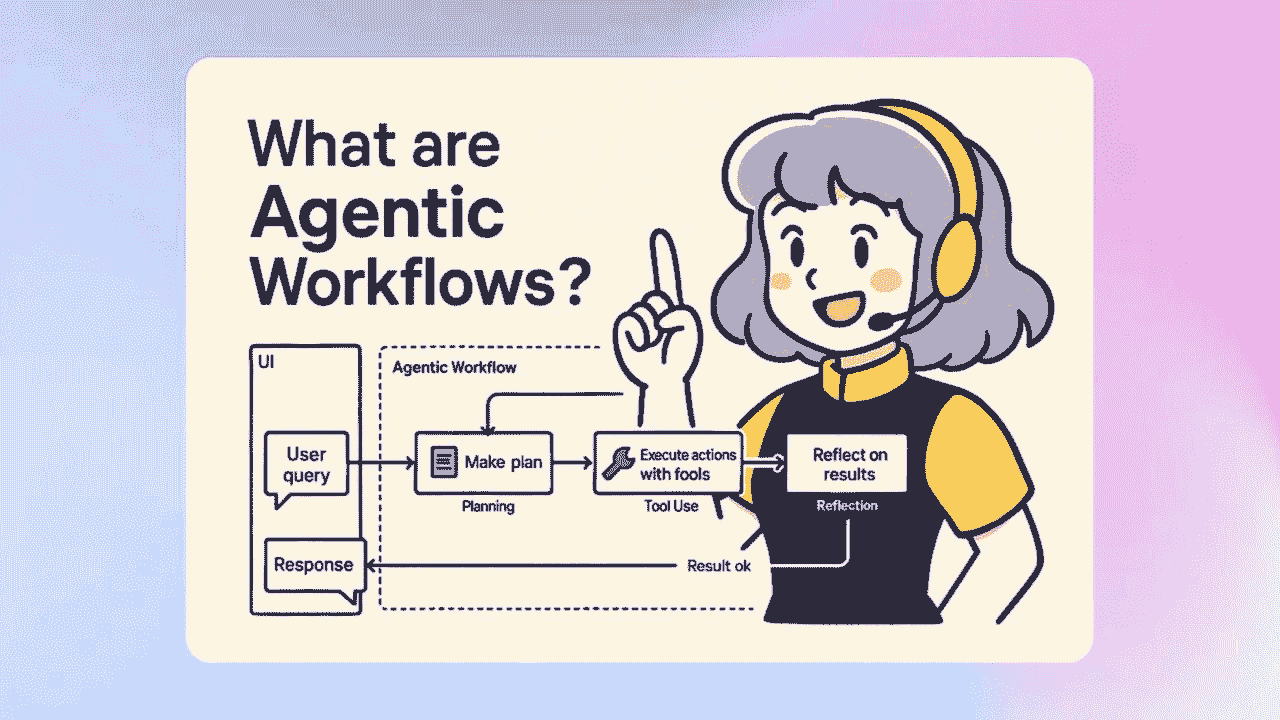 What are
Agentic
Workflows?
UI
Agentic Workflow
User
query
Make plan
Execute actions
with fools
Reflect on
results
Planning
Tool Use
Reflection
Response
Result ok